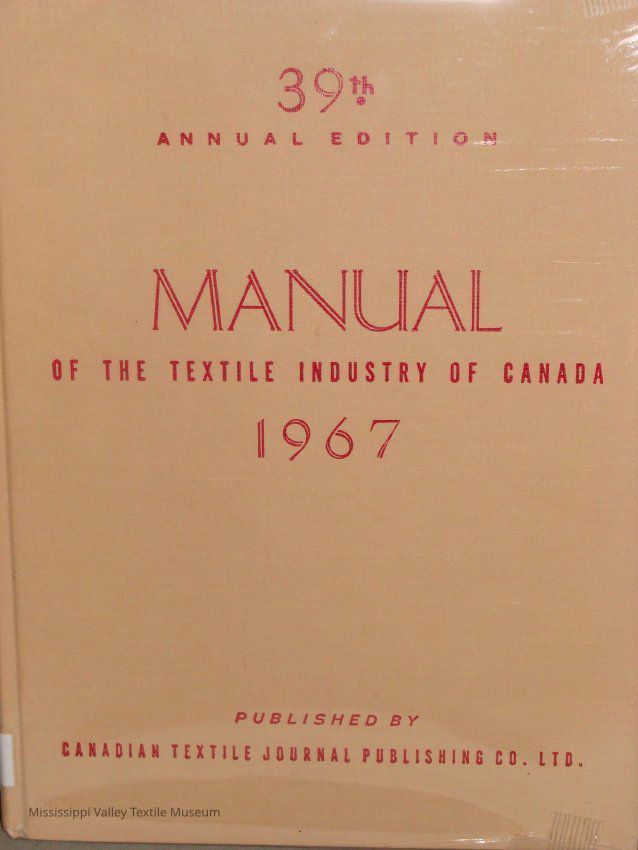 39th
ANNUAL EDITION
MANUAL
OF THE TEXTILE INDUSTRY OF CANADA
1967
PUBLISHED BY
CANADIAN TEXTILE JOURNAL PUBLISHING CO. LTD.
Mississippi Valley Textile Museum